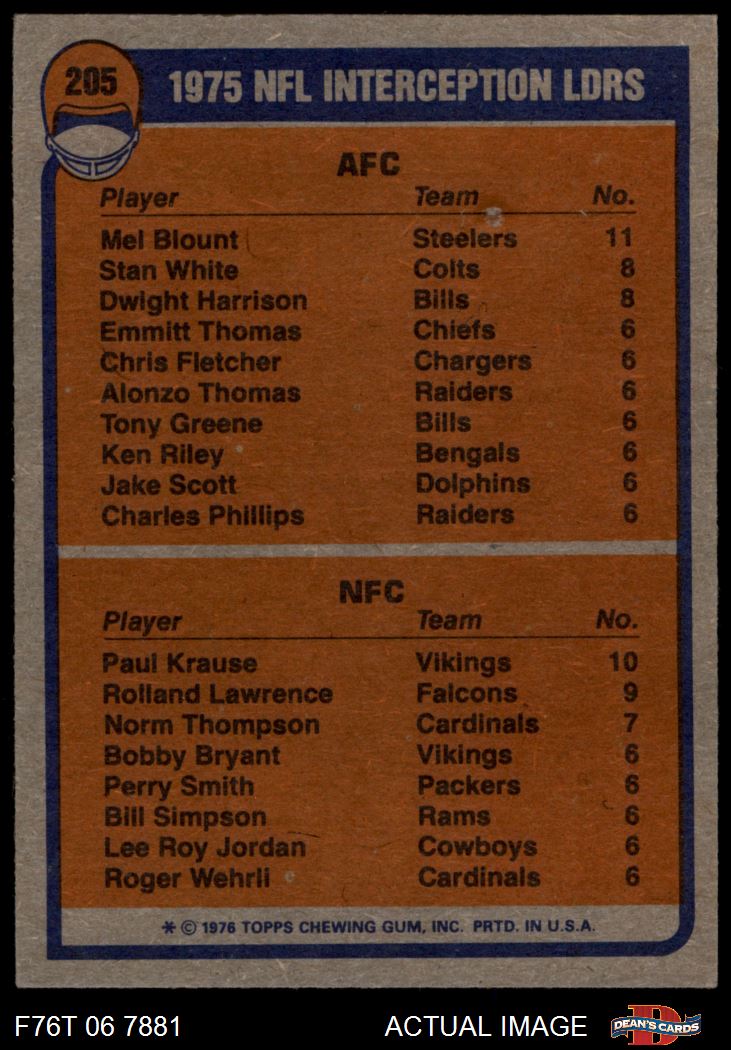 205
1975 NFL INTERCEPTION LDRS
AFC
Player Team No.
Mel Blount Steelers 11
Stan White Colts 8
Dwight Harrison Bills 8
Emmitt Thomas Chiefs 6
Chris Fletcher Chargers 6
Alonzo Thomas Raiders 6
Tony Greene Bills 6
Ken Riley Bengals 6
Jake Scott Dolphins 6
Charles Phillips Raiders 6
NFC
Player Team No.
Paul Krause Vikings 10
Rolland Lawrence Falcons 9
Norm Thompson Cardinals 7
Bobby Bryant Vikings 6
Perry Smith Packers 6
Bill Simpson Rams 6
Lee Roy Jordan Cowboys 6
Roger Wehrli Cardinals 6
* © 1976 TOPPS CHEWING GUM, INC. PRTD. IN U.S.A.
F76T 06 7881 ACTUAL IMAGE D DEAN'S CARDS